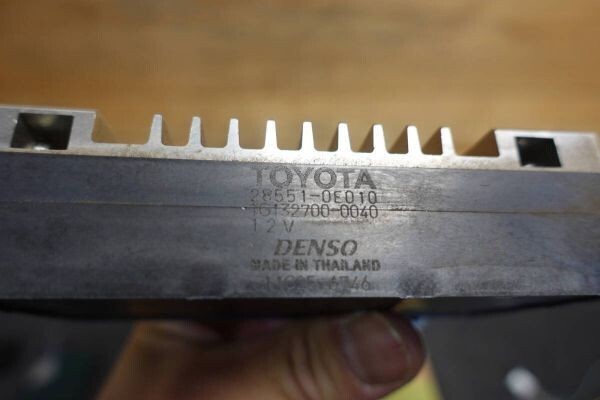 TOYOTA
28551-0E010
TG132700-0040
12V
DENSO
MADE IN THAILAND